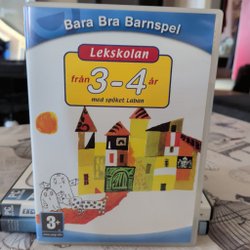 Bara Bra Barnspel
Lekskolan
från 3-4 år
med spöket Laban
3+